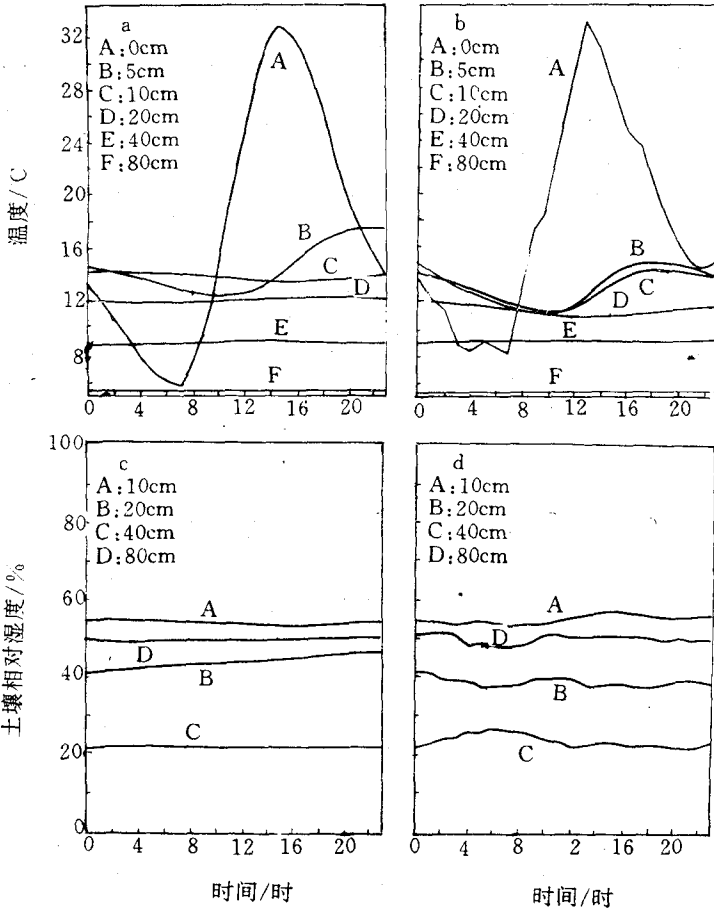 a
A:0cm
B:5cm
C:10cm
D:20cm
E:40cm
F:80cm
32
28
24
20
16
12
8
温度/C
A
B
C
D
E
F
0 4 8 12 16 20
b
A:0cm
B:5cm
C:10cm
D:20cm
E:40cm
F:80cm
A
B
C
D
E
F
0 4 8 12 16 20
c
A:10cm
B:20cm
C:40cm
D:80cm
100
80
60
40
20
0
土壤相对湿度/%
A
D
B
C
0 4 8 12 16 20
时间/时
d
A:10cm
B:20cm
C:40cm
D:80cm
A
D
B
C
0 4 8 2 16 20
时间/时